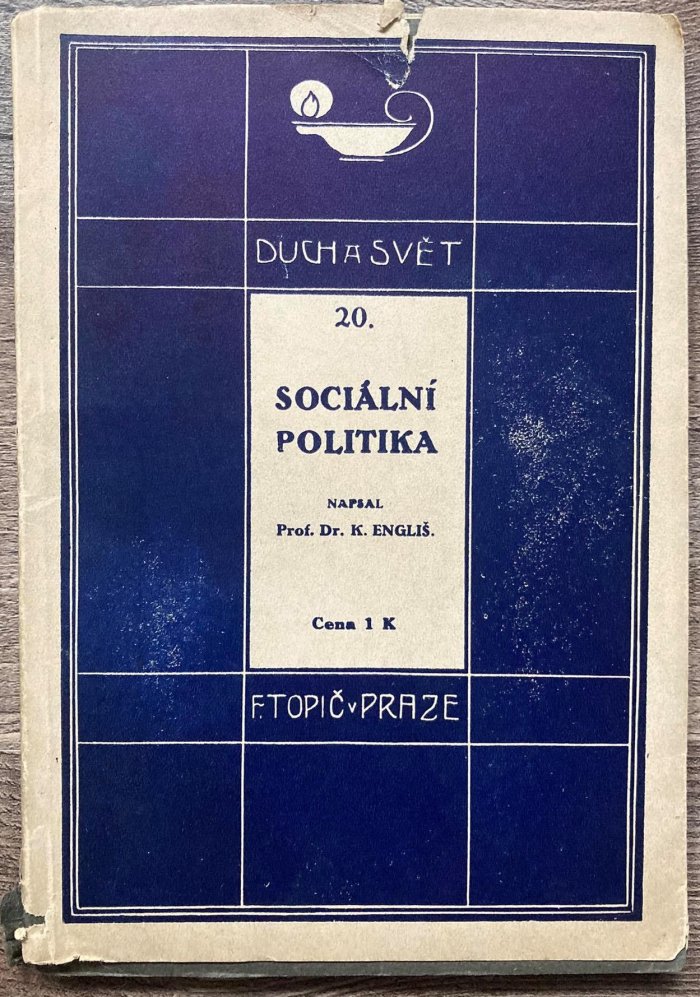 DUCH A SVĚT
20.
SOCIÁLNÍ
POLITIKA
NAPSAL
Prof. Dr. K. ENGLIŠ.
Cena 1 K
F. TOPIČ v PRAZE